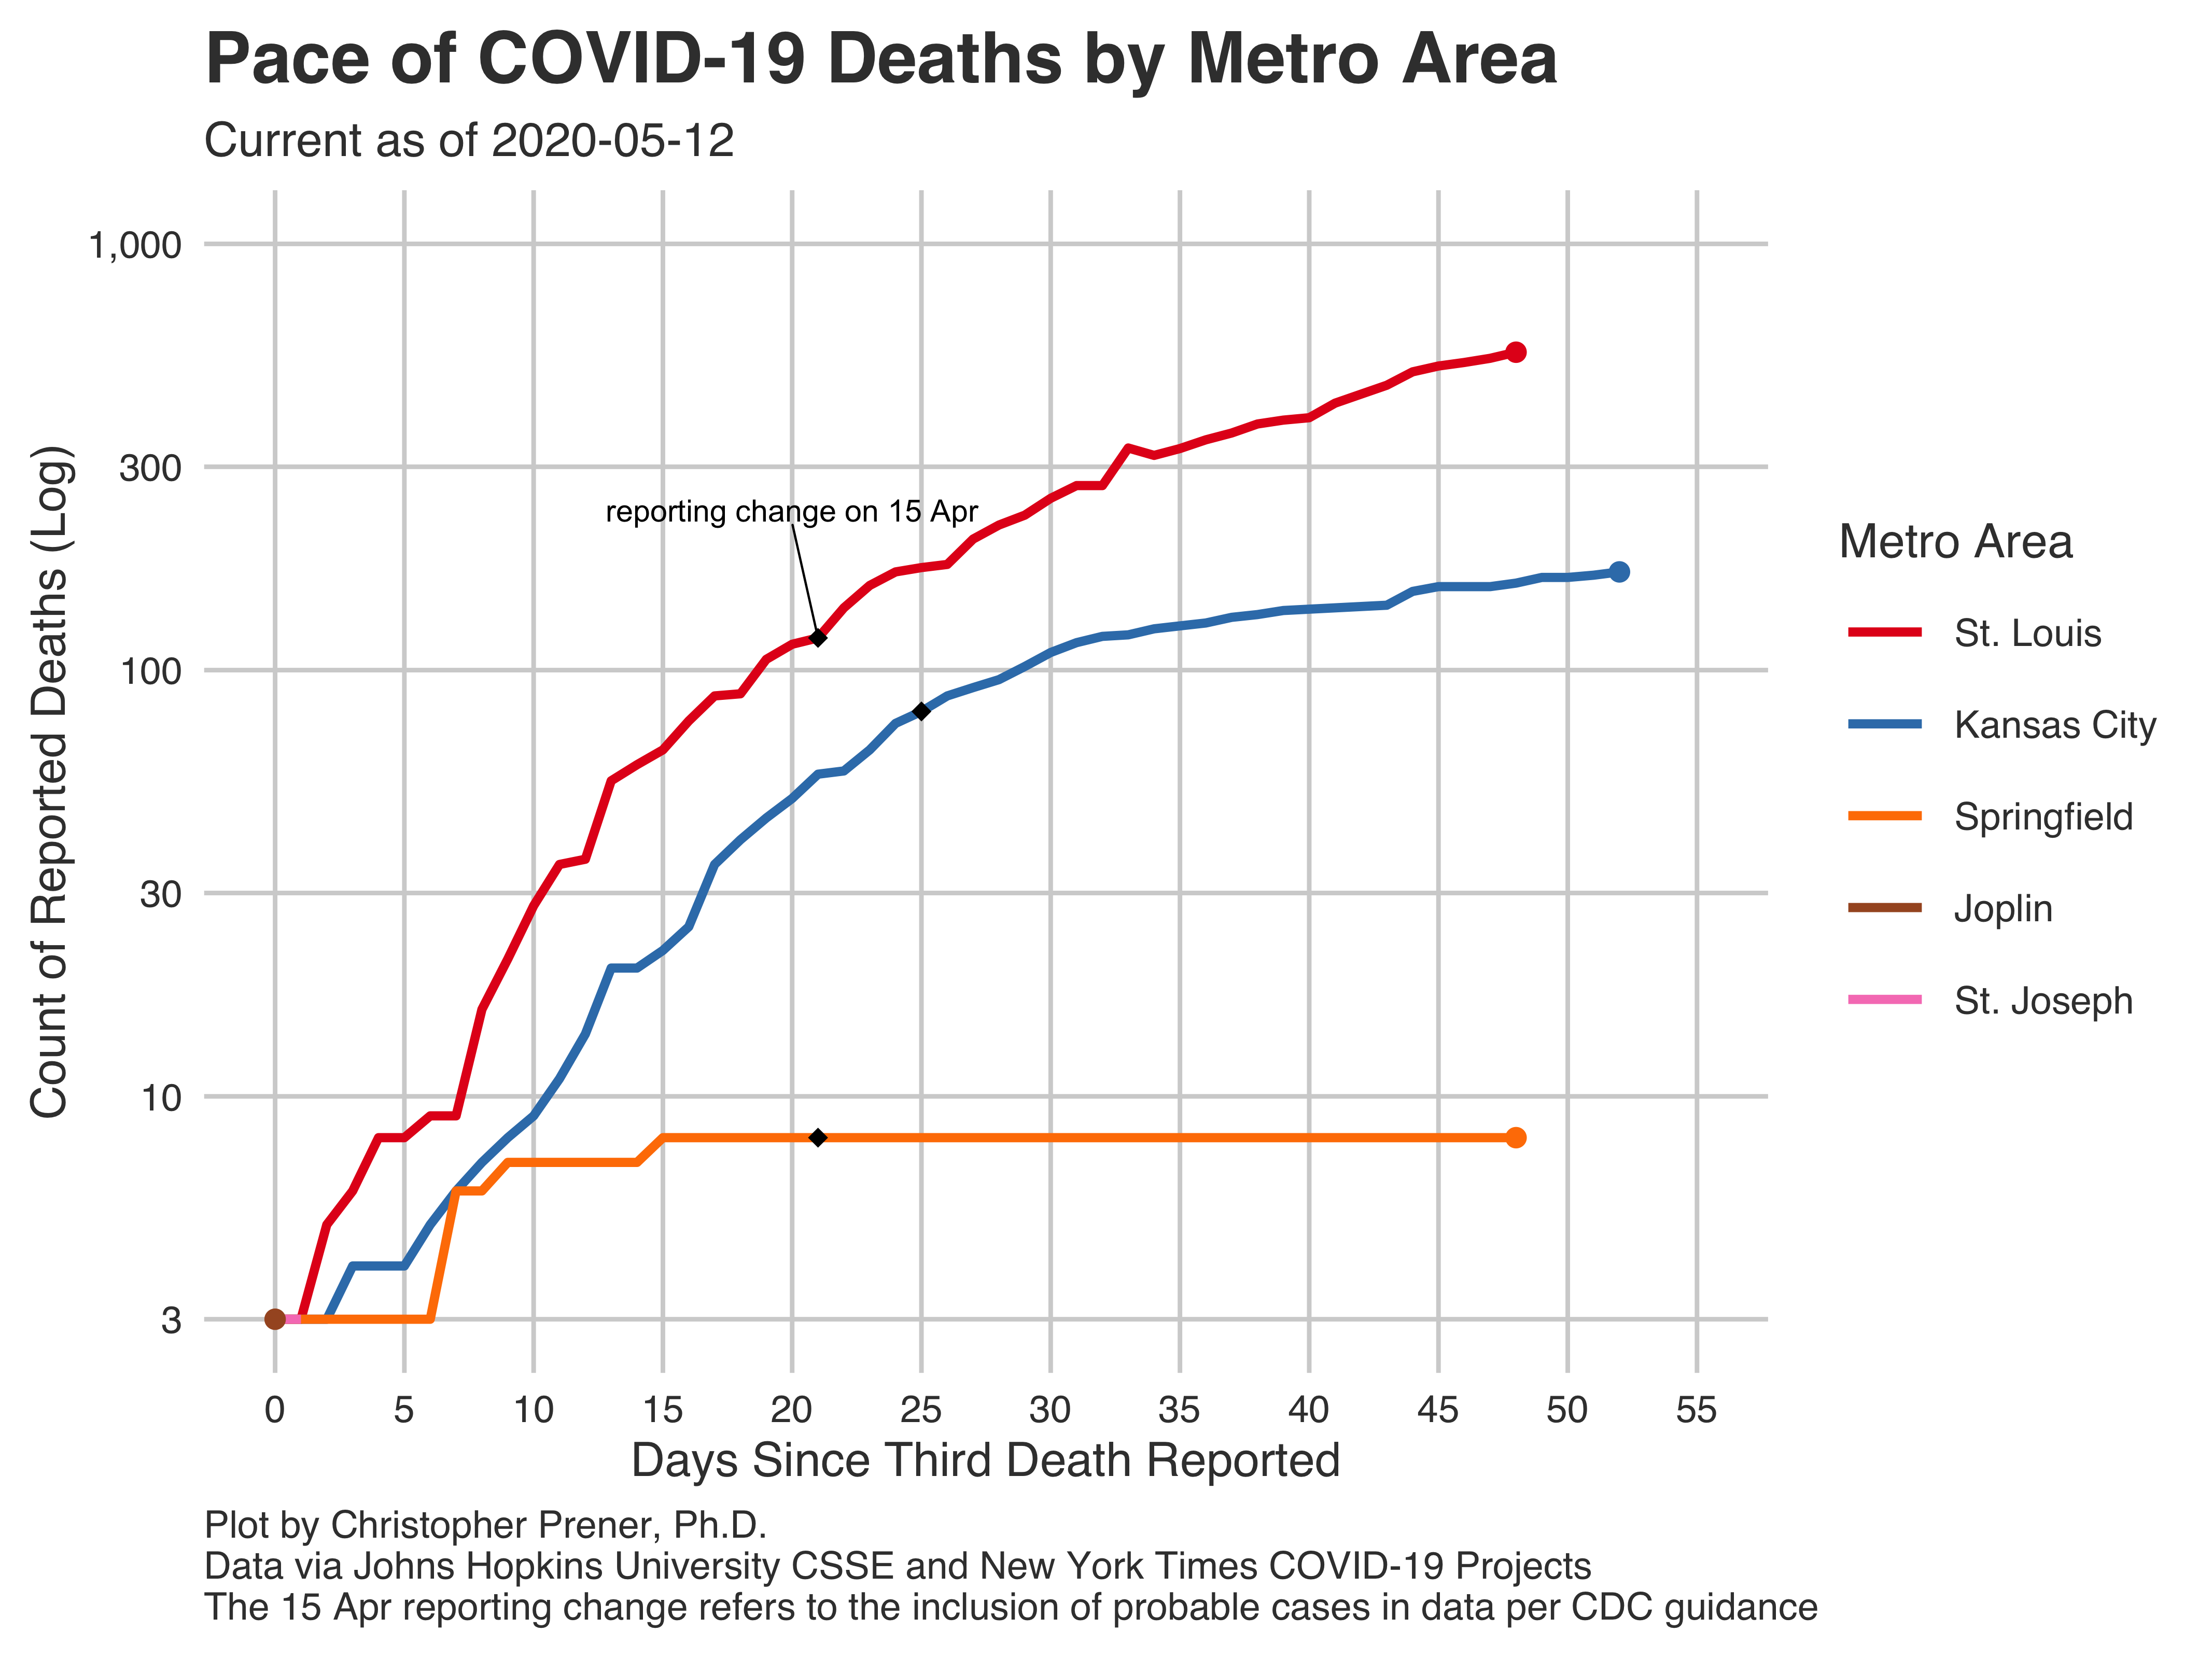 Pace of COVID-19 Deaths by Metro Area
Current as of 2020-05-12
Count of Reported Deaths (Log)
1,000
300
100
30
10
3
reporting change on 15 Apr
0 5 10 15 20 25 30 35 40 45 50 55
Days Since Third Death Reported
Metro Area
St. Louis
Kansas City
Springfield
Joplin
St. Joseph
Plot by Christopher Prener, Ph.D.
Data via Johns Hopkins University CSSE and New York Times COVID-19 Projects
The 15 Apr reporting change refers to the inclusion of probable cases in data per CDC guidance